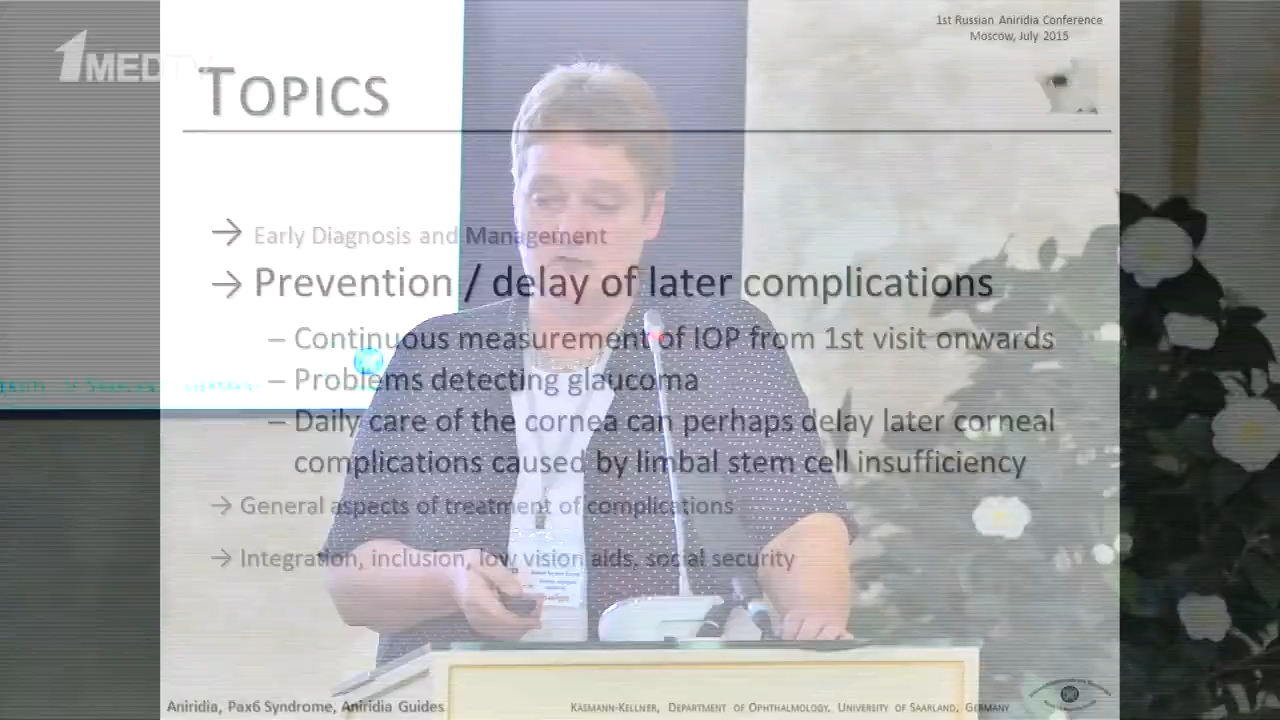 1st Russian Aniridia Conference
Moscow, July 2015
1MEDTV
TOPICS
→ Early Diagnosis and Management
→ Prevention / delay of later complications
– Continuous measurement of IOP from 1st visit onwards
– Problems detecting glaucoma
– Daily care of the cornea can perhaps delay later corneal
complications caused by limbal stem cell insufficiency
→ General aspects of treatment of complications
→ Integration, inclusion, low vision aids, social security
Aniridia, Pax6 Syndrome, Aniridia Guides
KÄSMANN-KELLNER, DEPARTMENT OF OPHTHALMOLOGY, UNIVERSITY OF SAARLAND, GERMANY